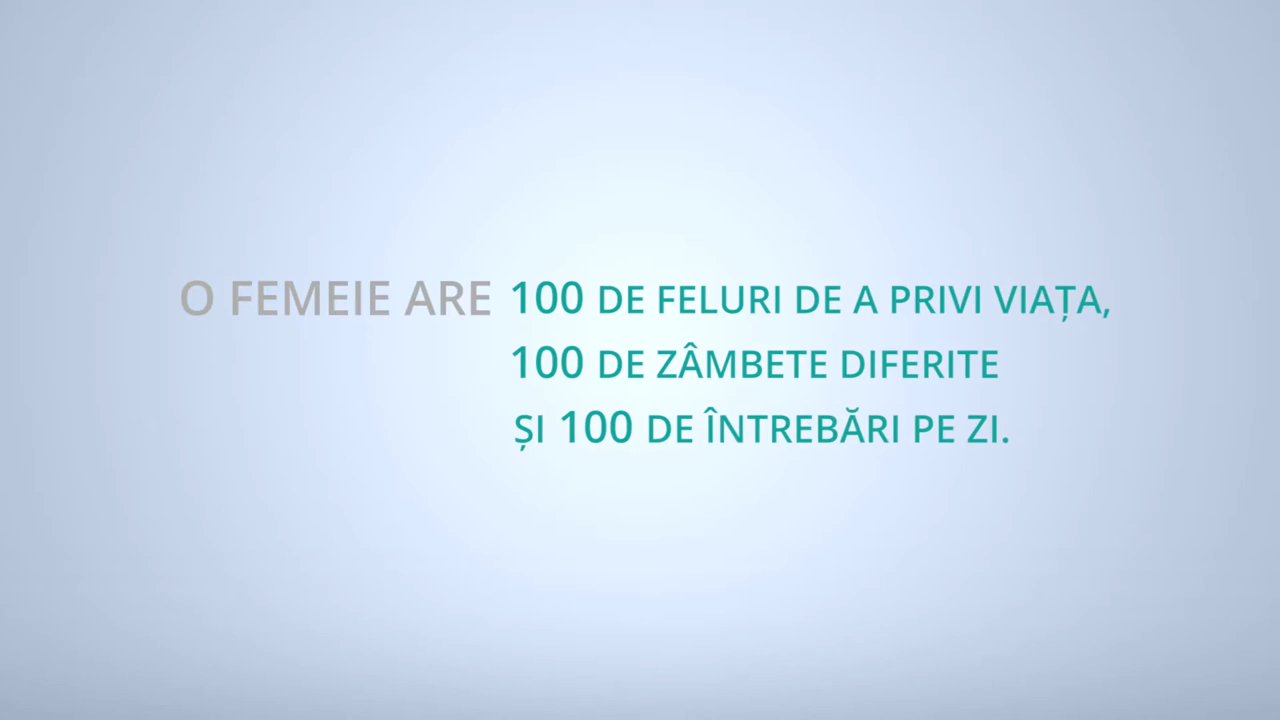 O FEMEIE ARE 100 DE FELURI DE A PRIVI VIAȚA,
100 DE ZÂMBETE DIFERITE
ȘI 100 DE ÎNTREBĂRI PE ZI.